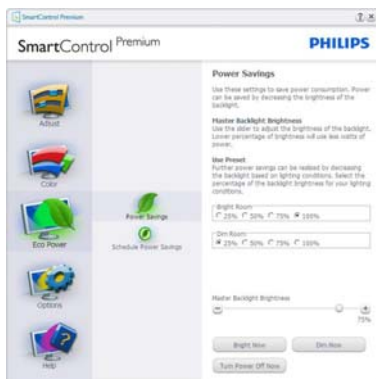 SmartControl Premium
SmartControl Premium
PHILIPS
Adjust
Color
Eco Power
Options
Help
Power Savings
Schedule Power Savings
Power Savings
Use these settings to save power consumption. Power
can be saved by decreasing the brightness of the
backlight.
Master Backlight Brightness
Use the slider to adjust the brightness of the backlight.
Lower percentage of brightness will use less watts of
power.
Use Preset
Further power savings can be realized by decreasing
the backlight based on lighting conditions. Select the
percentage of the backlight brightness for your lighting
conditions.
Bright Room
25% 50% 75% 100%
Dim Room
25% 50% 75% 100%
Master Backlight Brightness
75%
Bright Now Dim Now
Turn Power Off Now